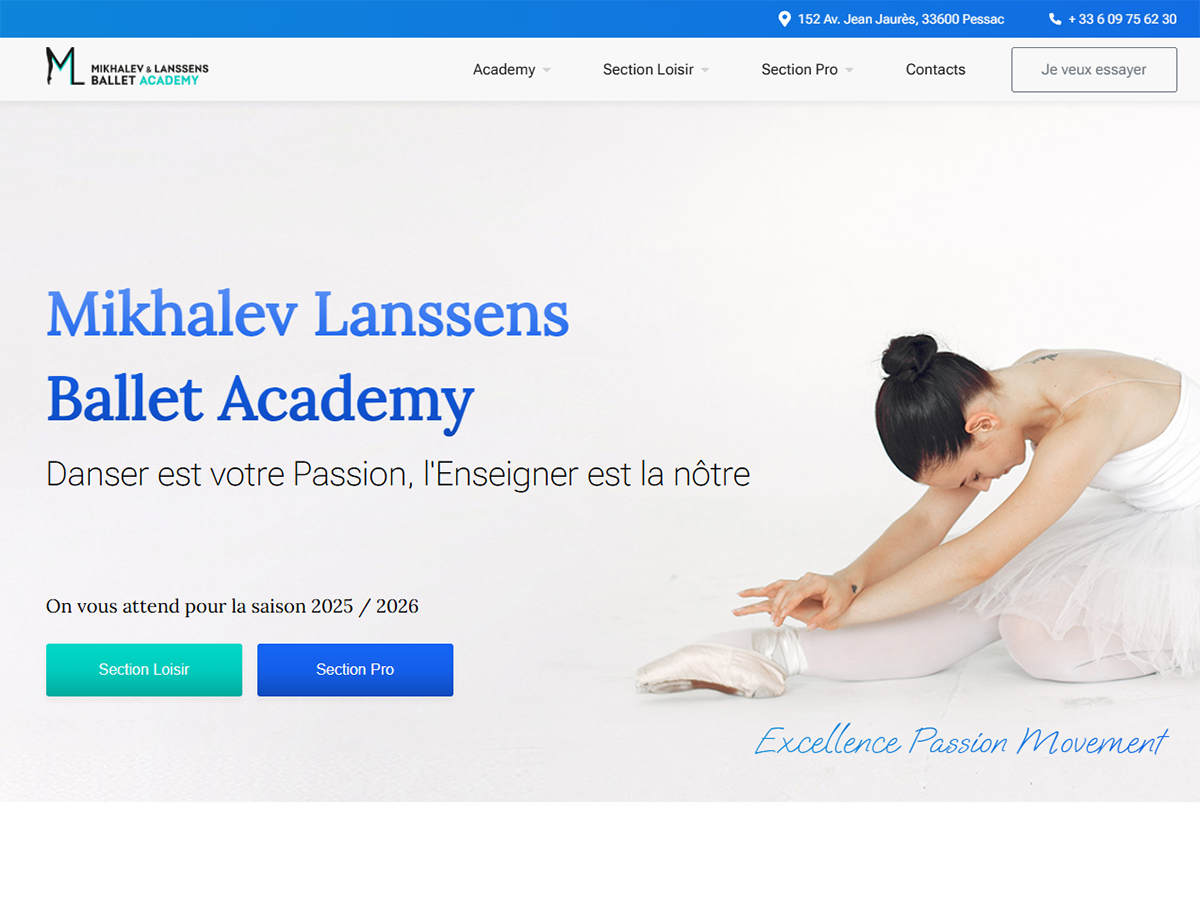 152 Av. Jean Jaurès, 33600 Pessac
+ 33 6 09 75 62 30
ML
MIKHALEV & LANSSENS
BALLET ACADEMY
Academy
Section Loisir
Section Pro
Contacts
Je veux essayer
Mikhalev Lanssens
Ballet Academy
Danser est votre Passion, l'Enseigner est la nôtre
On vous attend pour la saison 2025 / 2026
Section Loisir
Section Pro
Excellence Passion Movement